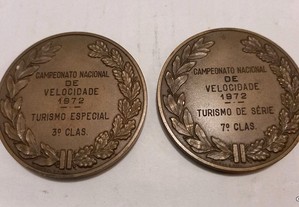 CAMPEONATO NACIONAL
DE
VELOCIDADE
1972
TURISMO ESPECIAL
3º CLAS.
CAMPEONATO NACIONAL
DE
VELOCIDADE
1972
TURISMO DE SÉRIE
7º CLAS.